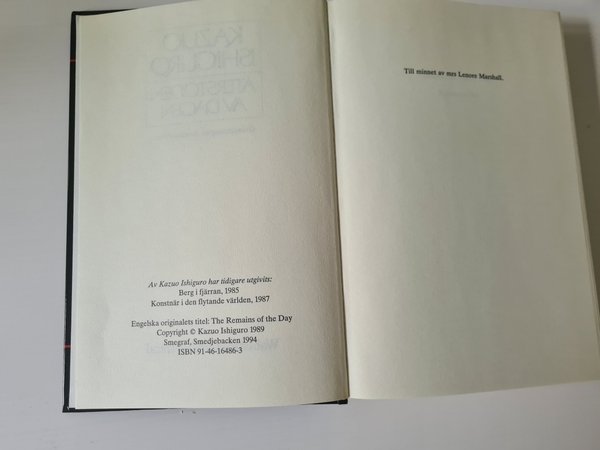 Av Kazuo Ishiguro har tidigare utgivits:
Berg i fjärran, 1985
Konstnär i den flytande världen, 1987
Engelska originalets titel: The Remains of the Day
Copyright © Kazuo Ishiguro 1989
Smegraf, Smedjebacken 1994
ISBN 91-46-16486-3
Till minnet av mrs Lenore Marshall.